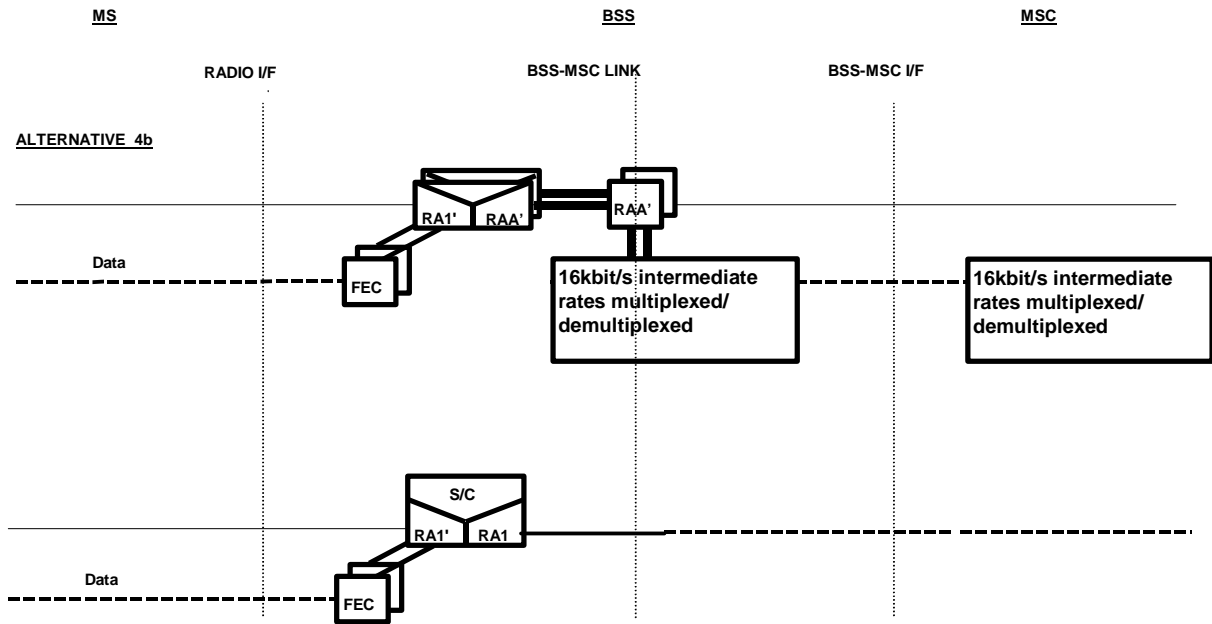 MS
BSS
MSC
RADIO I/F
BSS-MSC LINK
BSS-MSC I/F
ALTERNATIVE 4b
RA1'
RAA’
RAA’
Data
FEC
16kbit/s intermediate
rates multiplexed/
demultiplexed
16kbit/s intermediate
rates multiplexed/
demultiplexed
S/C
RA1'
RA1
Data
FEC